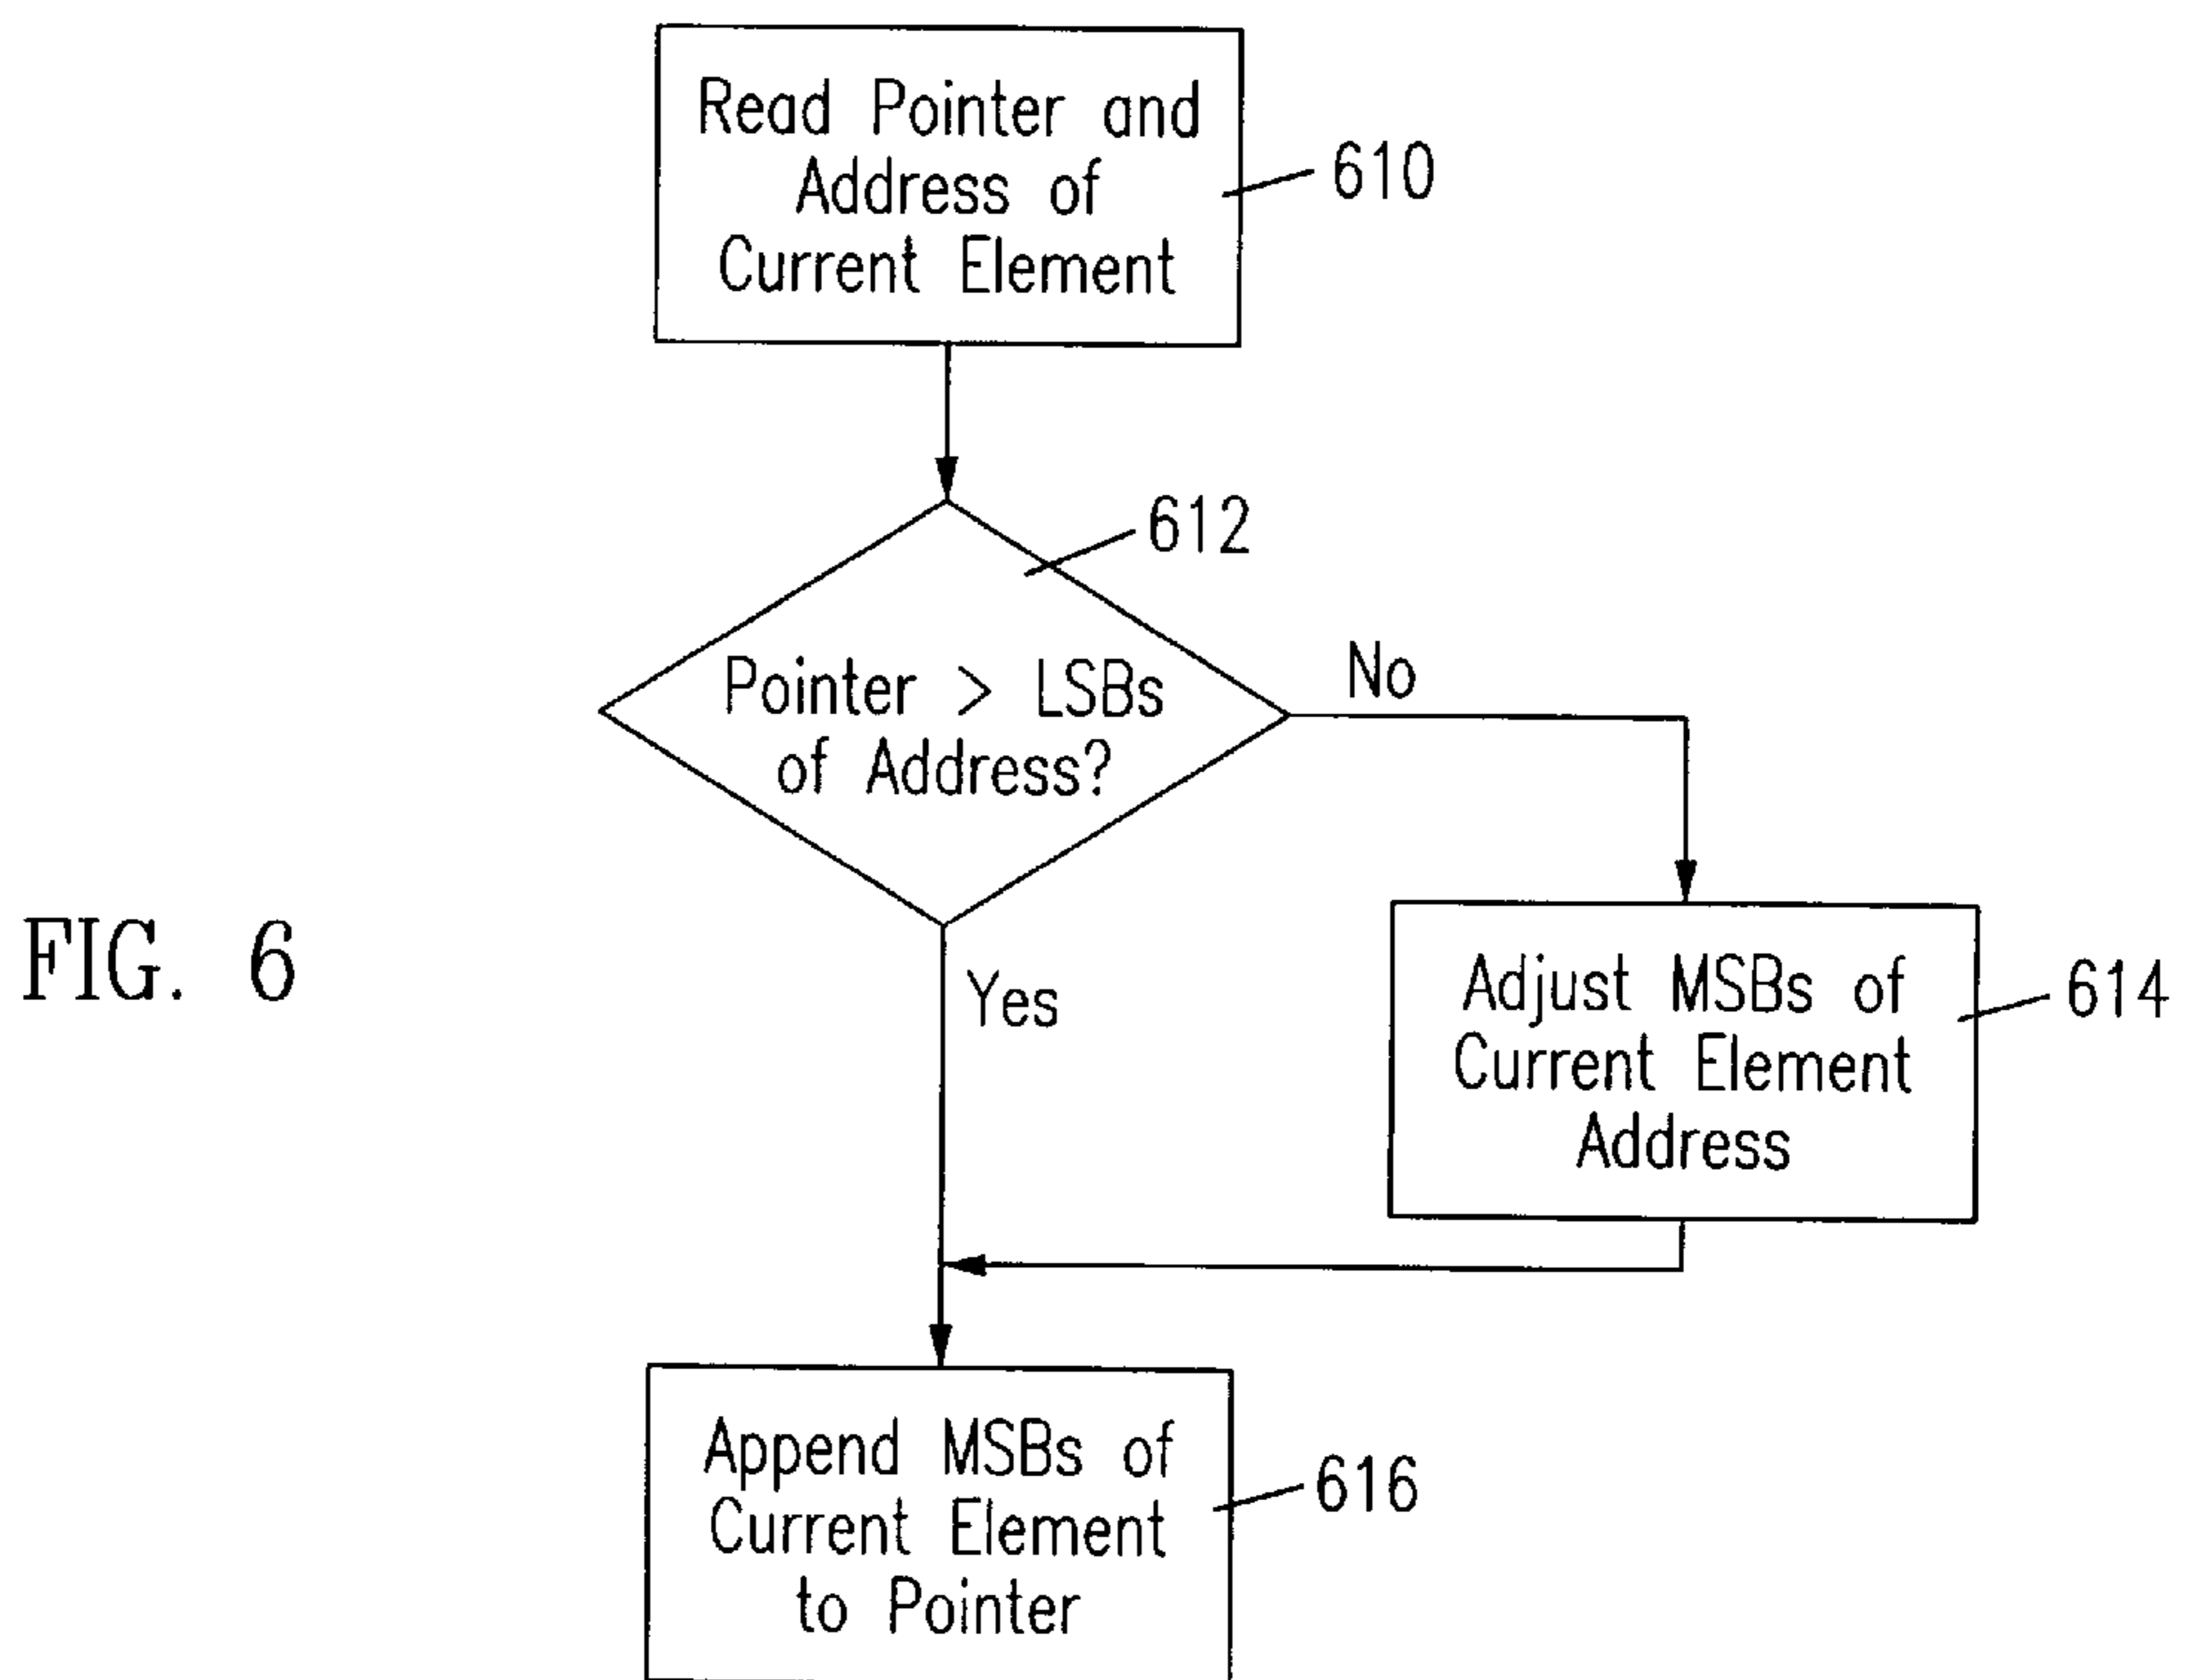 Read Pointer and
Address of
Current Element
610
612
Pointer > LSBs
of Address?
No
Yes
FIG. 6
Adjust MSBs of
Current Element
Address
614
Append MSBs of
Current Element
to Pointer
616